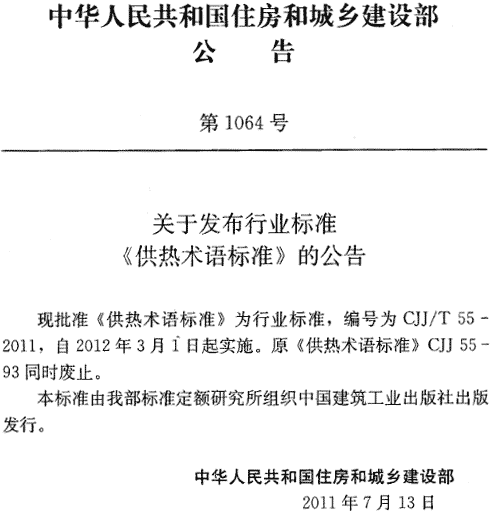 中华人民共和国住房和城乡建设部
公 告
第 1064 号
关于发布行业标准
《供热术语标准》的公告
现批准《供热术语标准》为行业标准，编号为 CJJ/T 55 -
2011，自 2012 年 3 月 1 日起实施。原《供热术语标准》CJJ 55 -
93 同时废止。
本标准由我部标准定额研究所组织中国建筑工业出版社出版
发行。
中华人民共和国住房和城乡建设部
2011 年 7 月 13 日